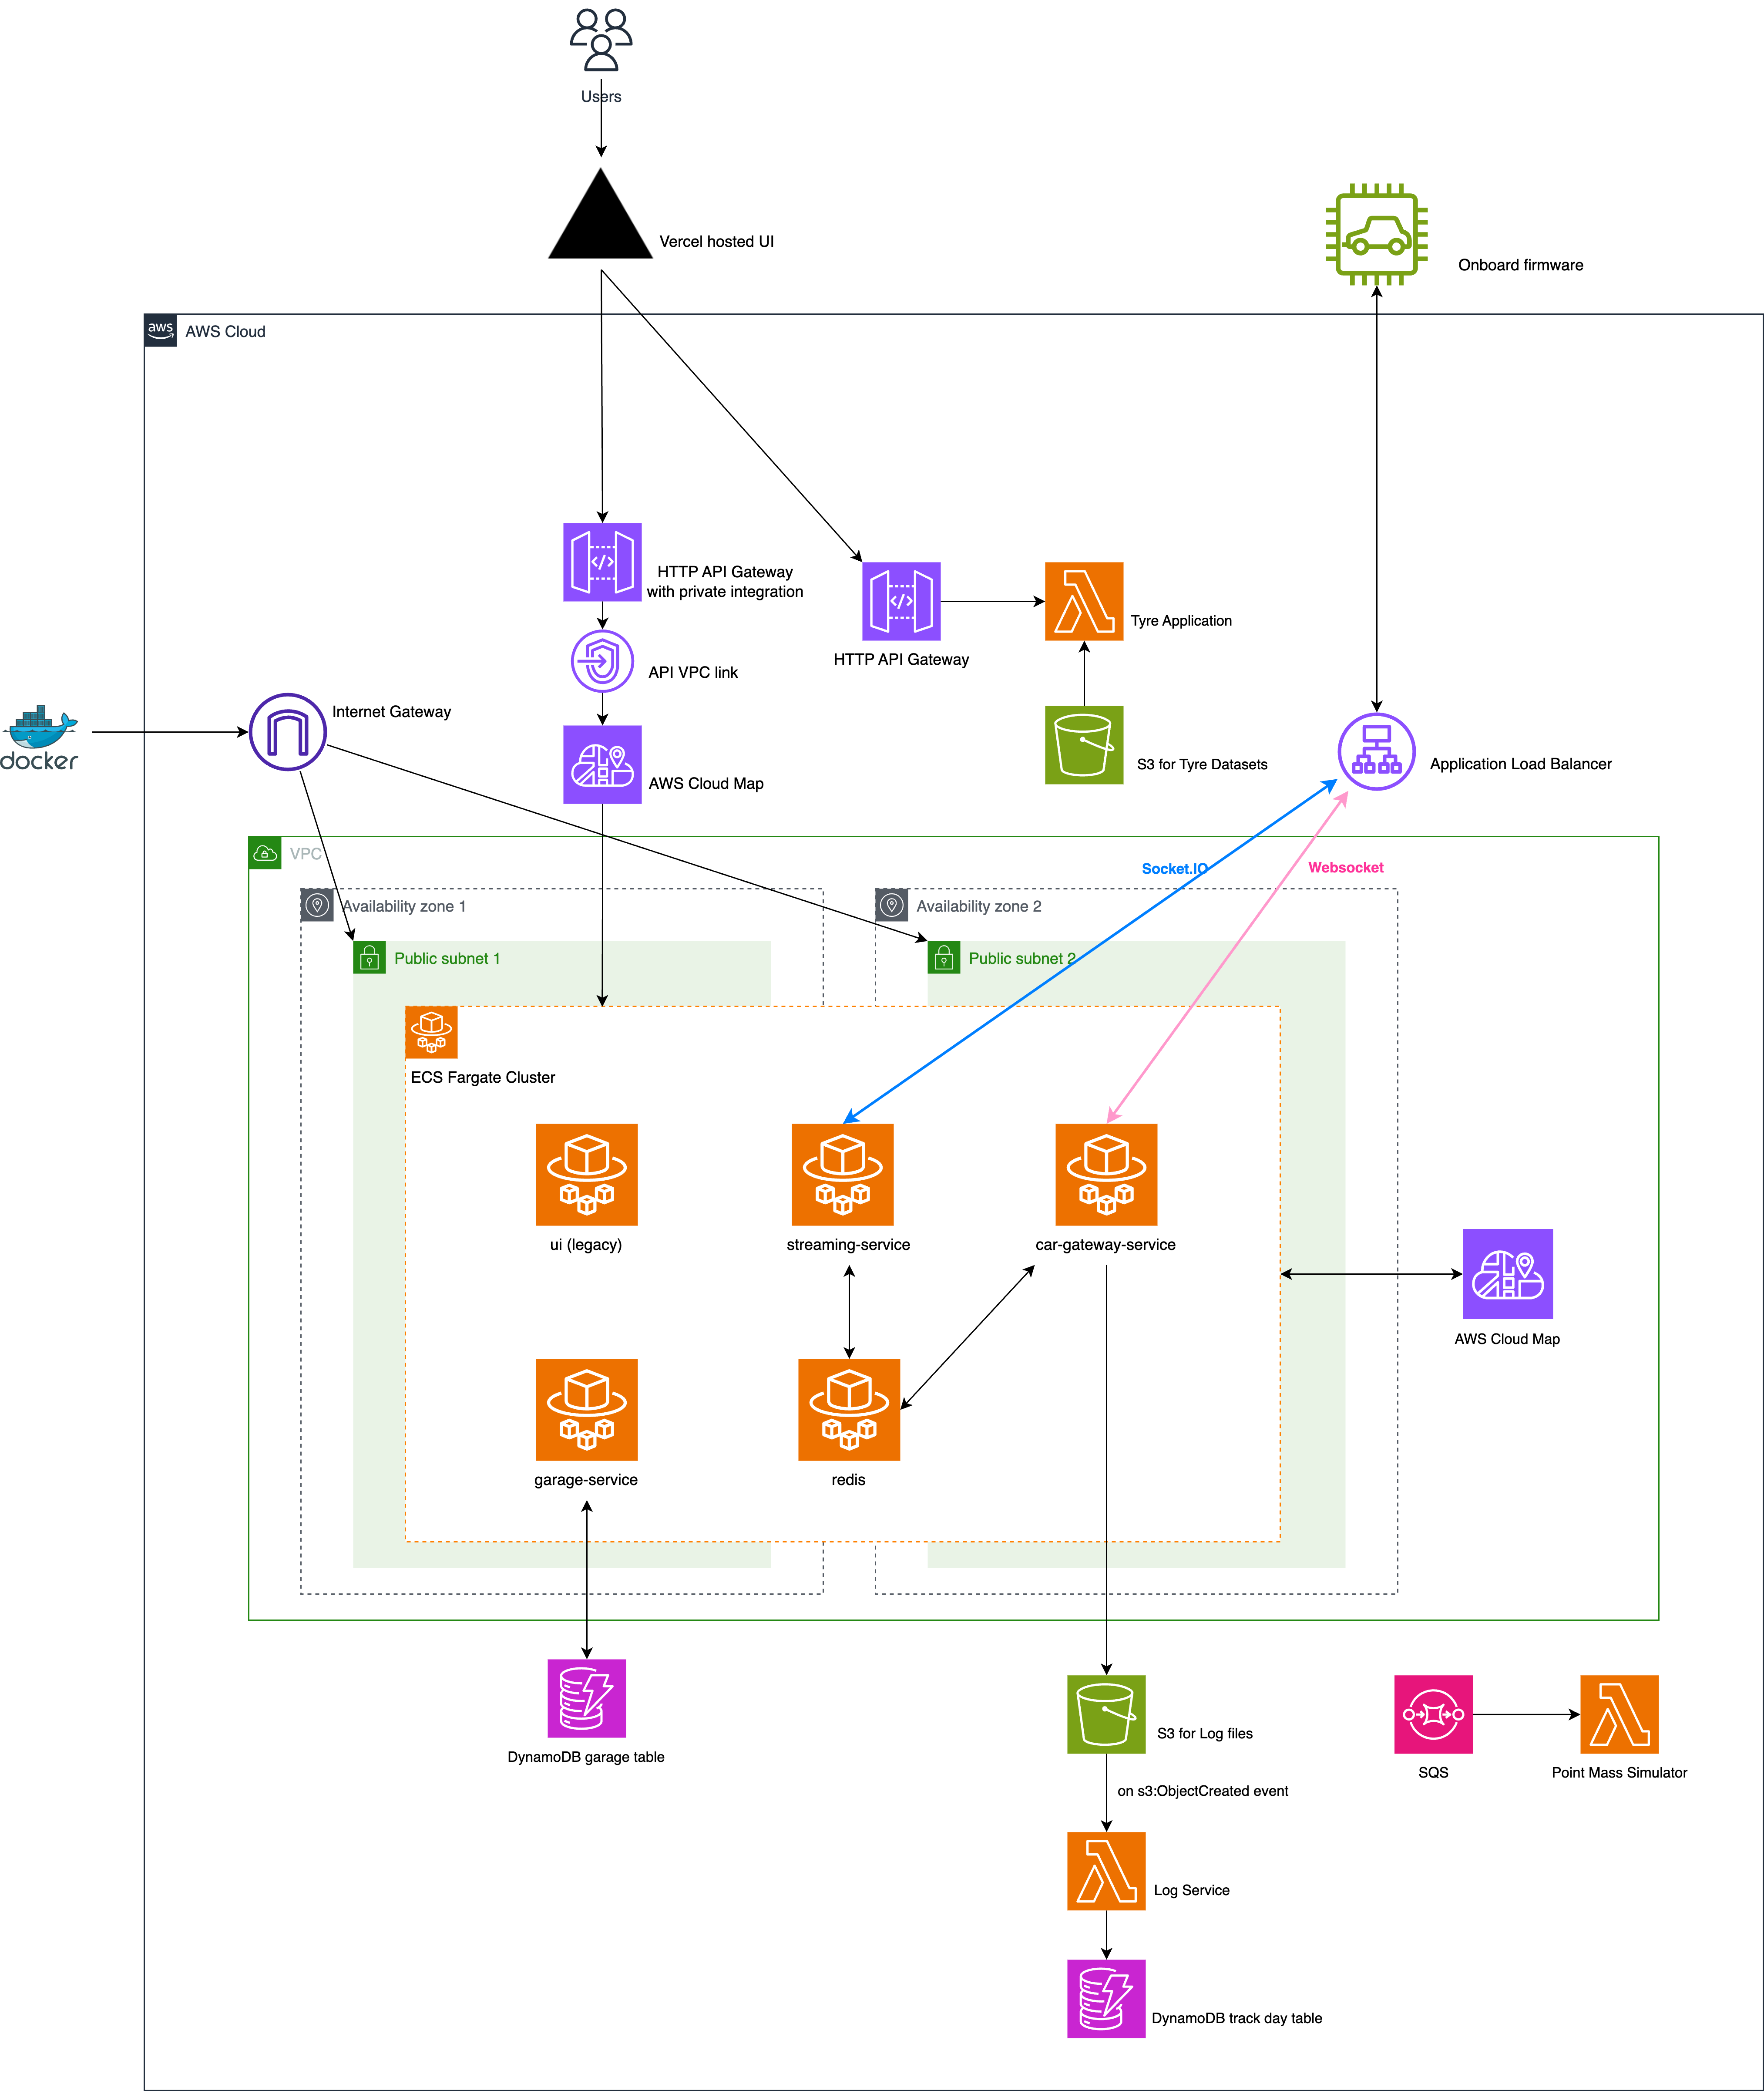 Users
Vercel hosted UI
Onboard firmware
aws
AWS Cloud
HTTP API Gateway
with private integration
</>
</>
HTTP API Gateway
Tyre Application
API VPC link
docker
Internet Gateway
AWS Cloud Map
S3 for Tyre Datasets
Application Load Balancer
VPC
Socket.IO
Websocket
Availability zone 1
Availability zone 2
Public subnet 1
Public subnet 2
ECS Fargate Cluster
ui (legacy)
streaming-service
car-gateway-service
AWS Cloud Map
garage-service
redis
DynamoDB garage table
S3 for Log files
SQS
Point Mass Simulator
on s3:ObjectCreated event
Log Service
DynamoDB track day table